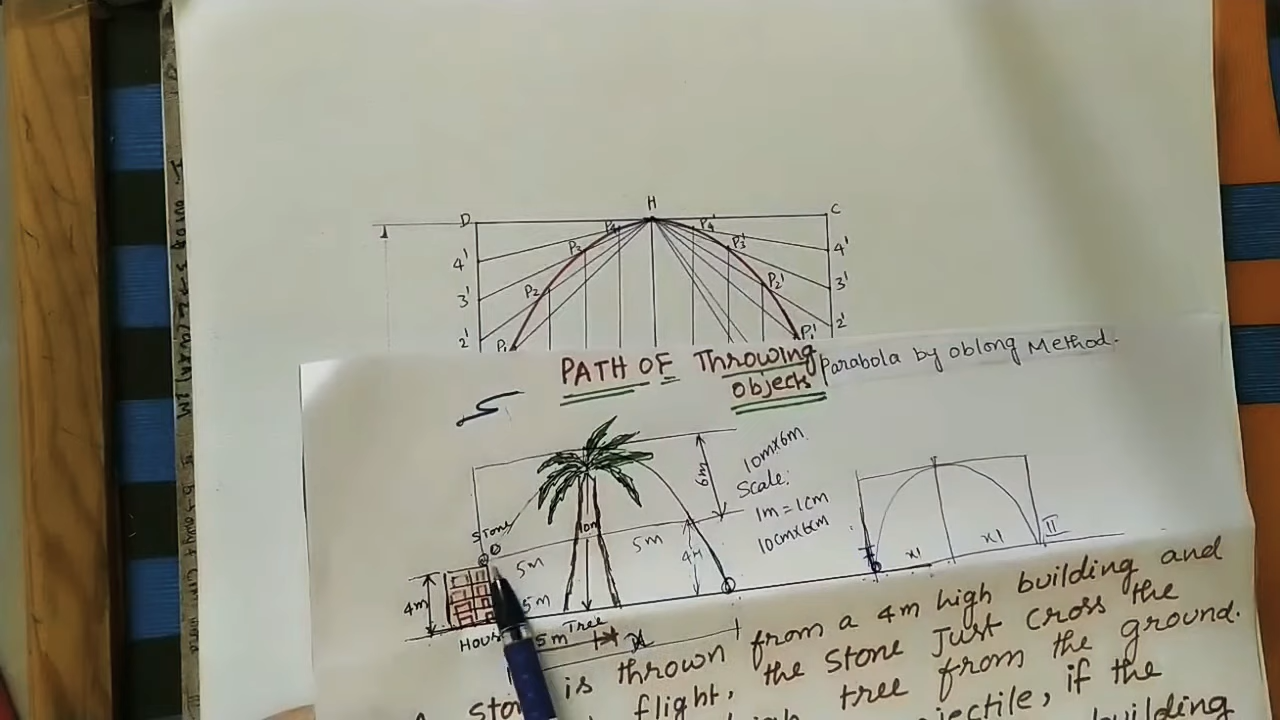 H
D
C
P4
P4'
P3
P3'
4'
4'
3'
3'
P2
P2'
2'
2'
P1
P1'
PATH OF Throwing
Objects
Parabola by oblong Method.
10m x 6m
Scale:
1m = 1cm
10cm x 6cm
6m
Stone
10m
5m
5m
4M
4m
5m
5m
Tree
x
x1
x1
II
is thrown from a 4m high building and
flight, the stone Just cross the
tree from the ground.
if the
building